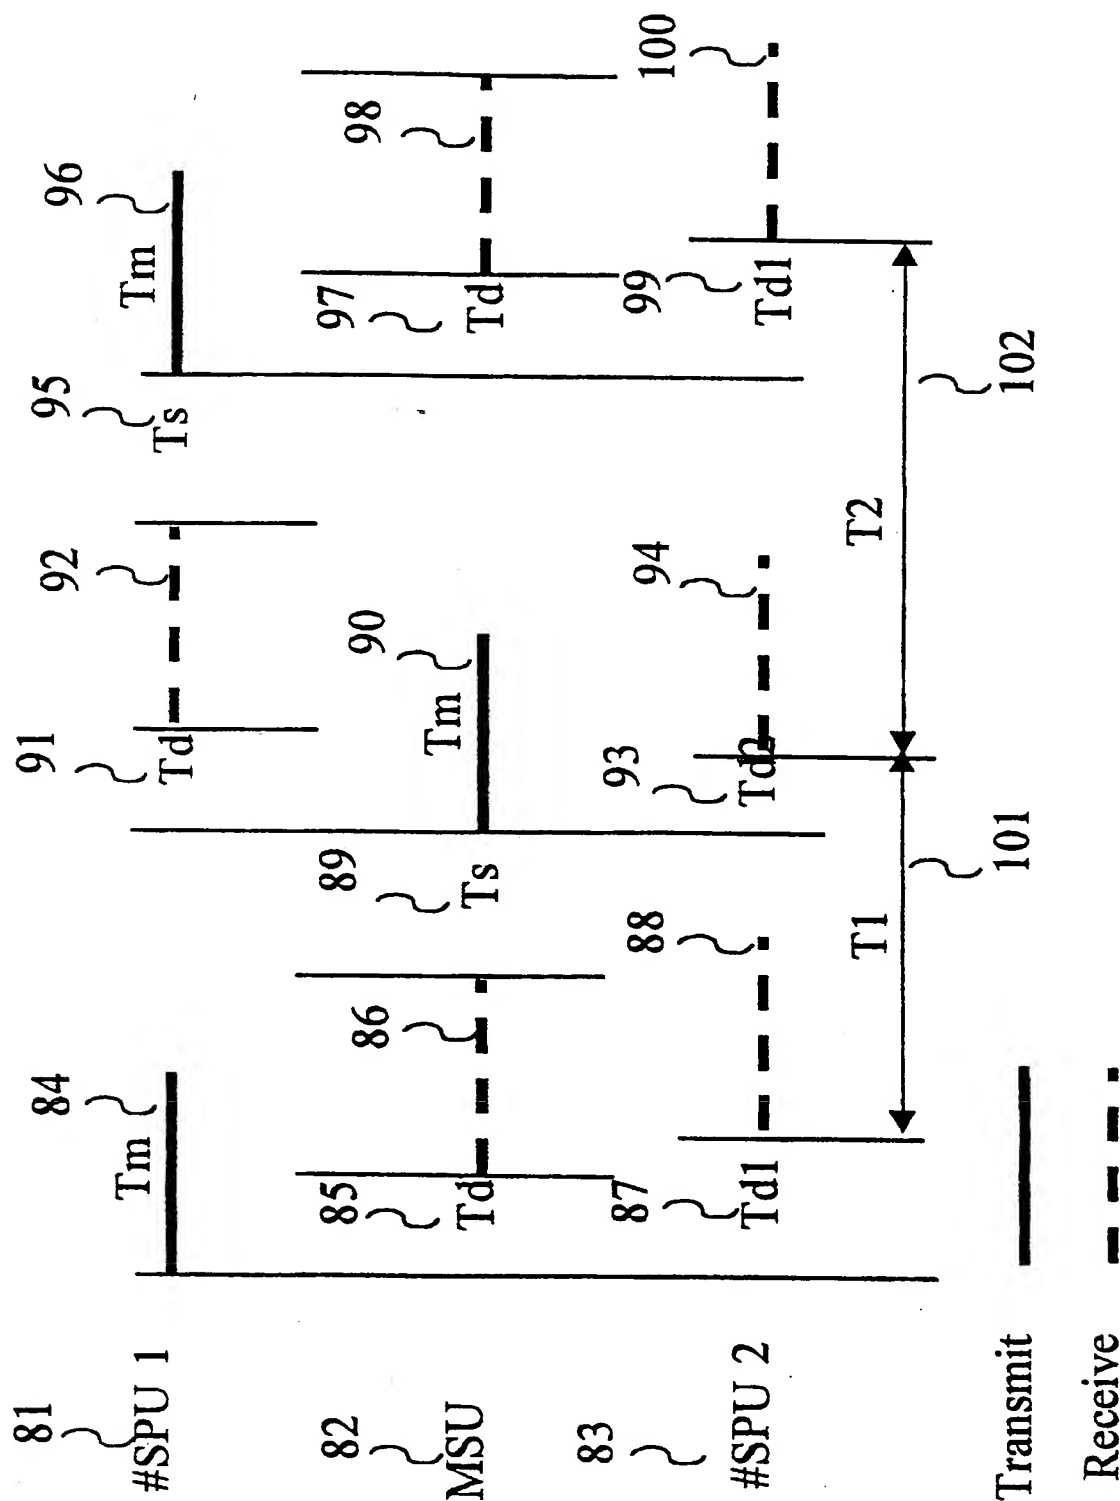 81
#SPU 1
Tm
84
91
Td
92
95
Ts
Tm
96
82
MSU
85
Td
86
89
Ts
Tm
90
97
Td
98
83
#SPU 2
87
Td1
88
93
Td2
94
99
Td1
100
T1
101
T2
102
Transmit
Receive